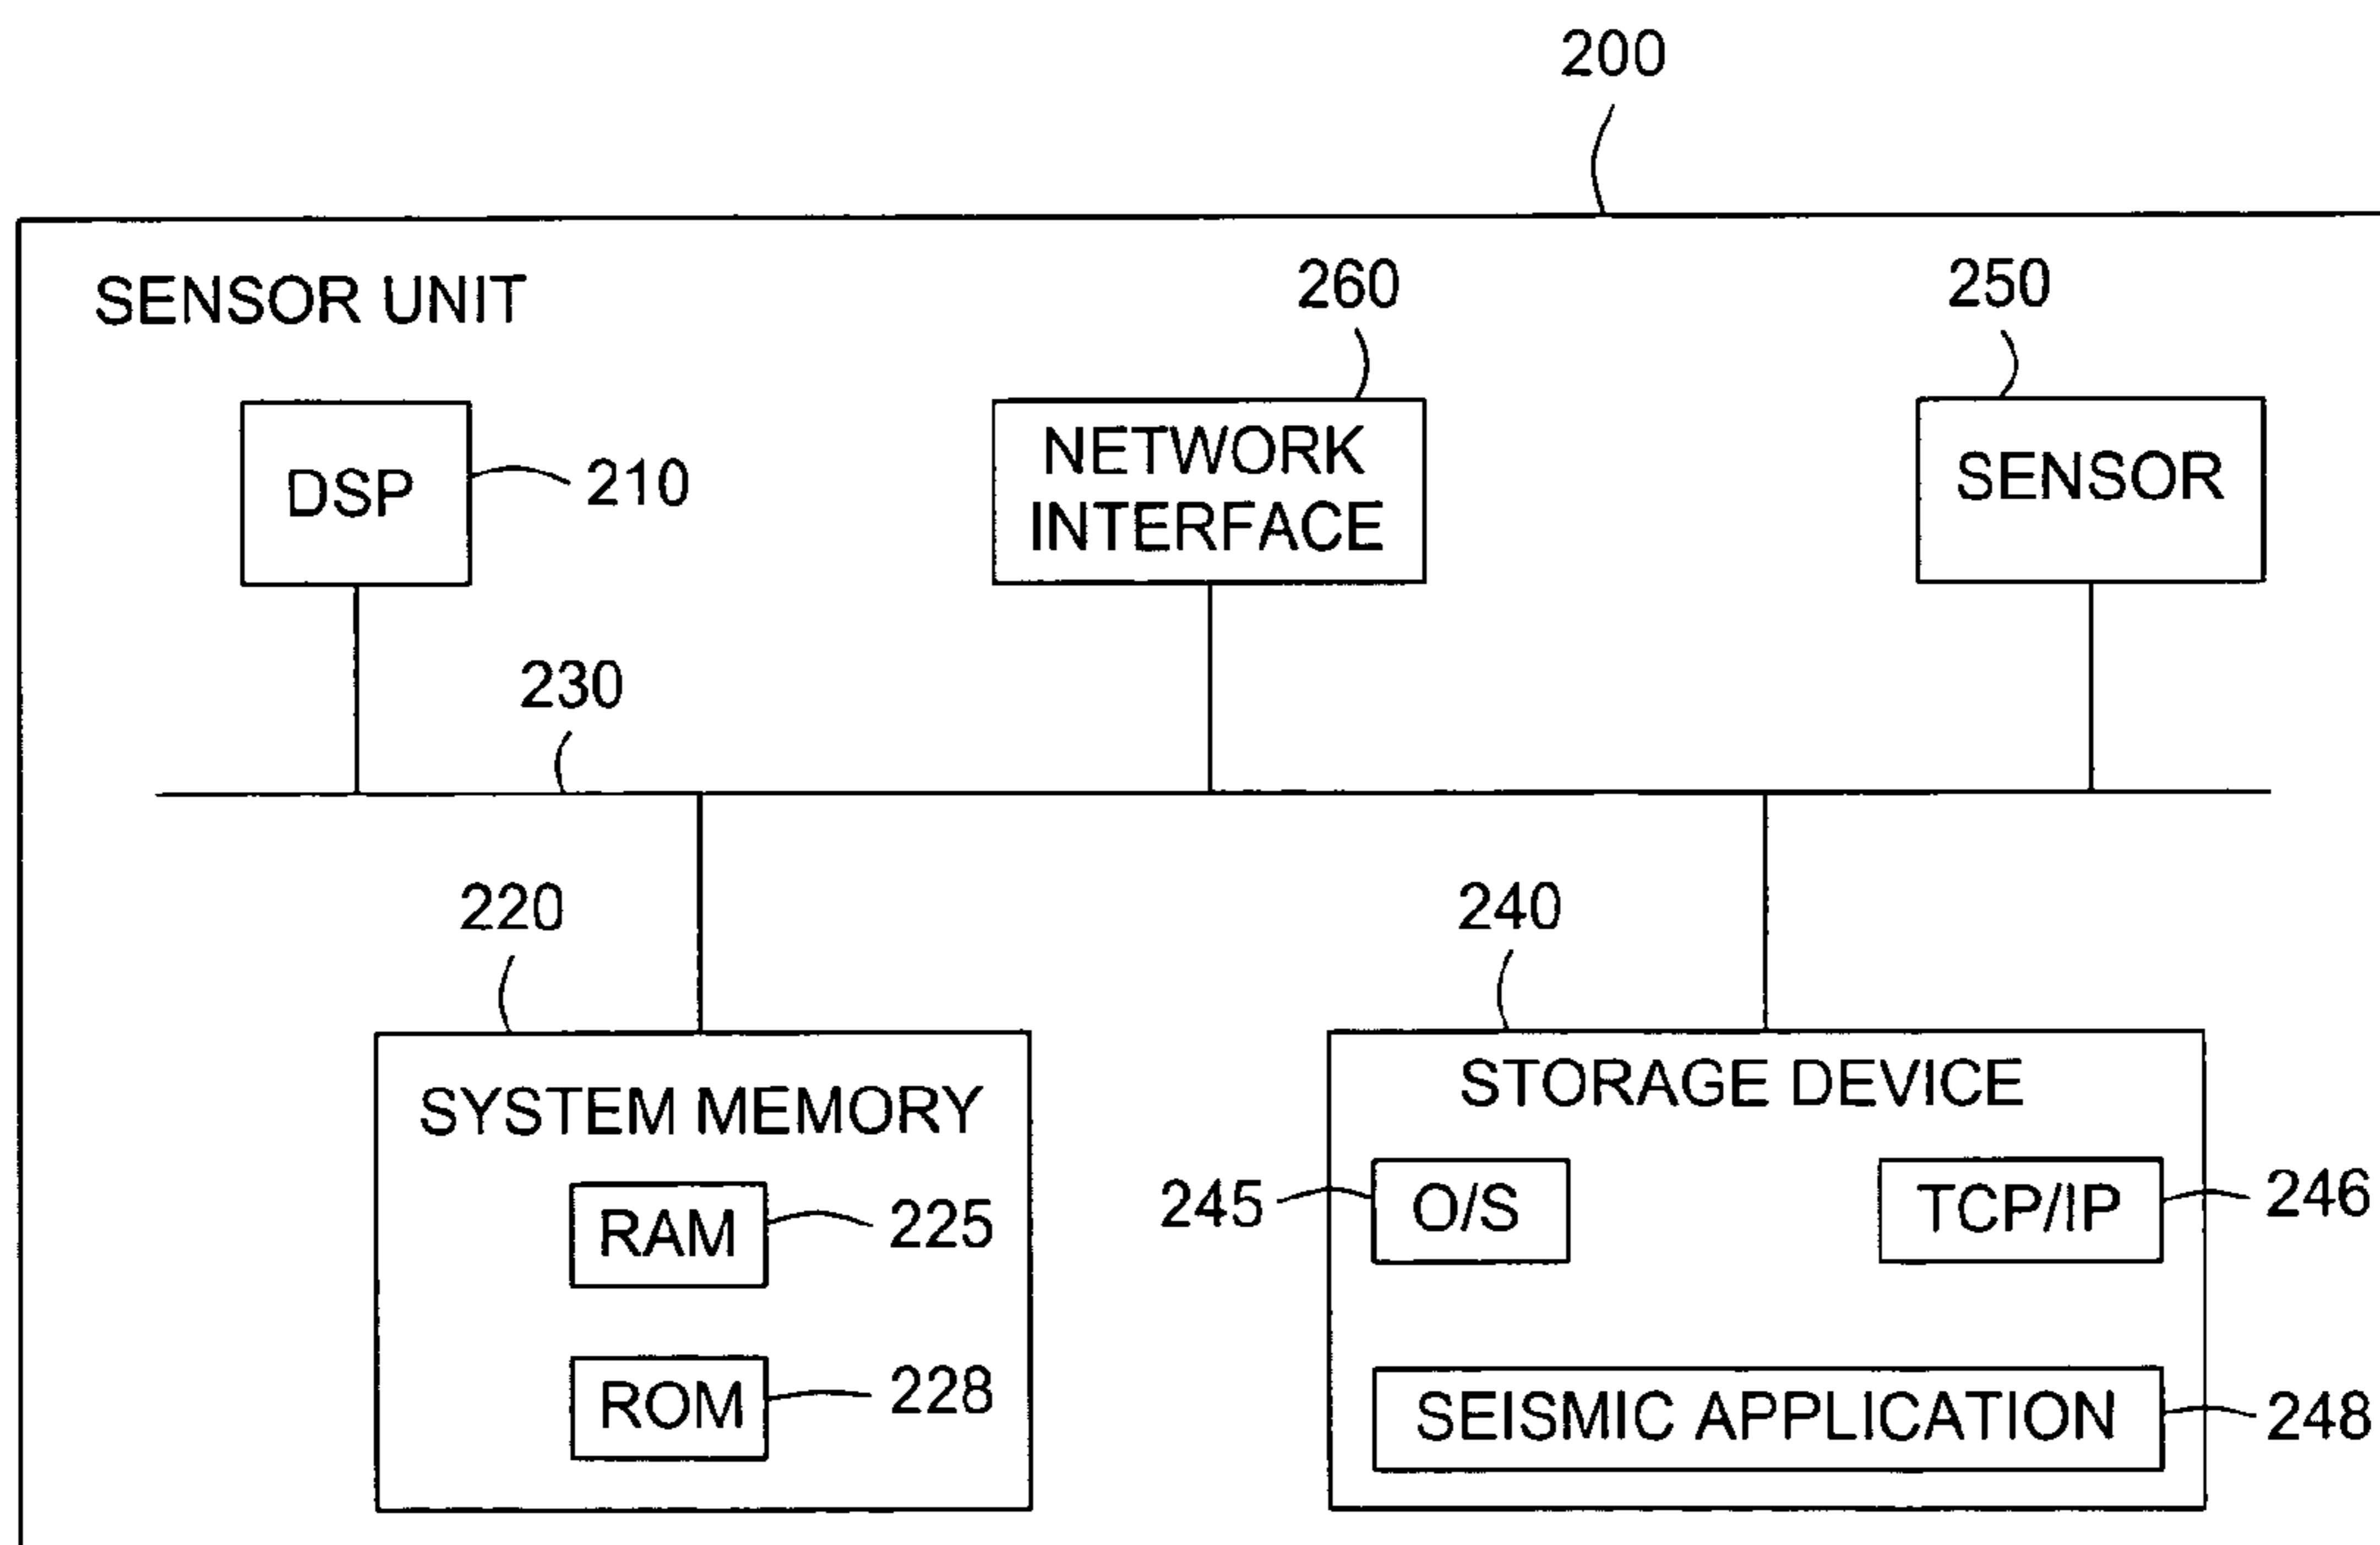 200
SENSOR UNIT
260
250
DSP
210
NETWORK
INTERFACE
SENSOR
230
220
240
SYSTEM MEMORY
STORAGE DEVICE
RAM
225
245
O/S
TCP/IP
246
ROM
228
SEISMIC APPLICATION
248